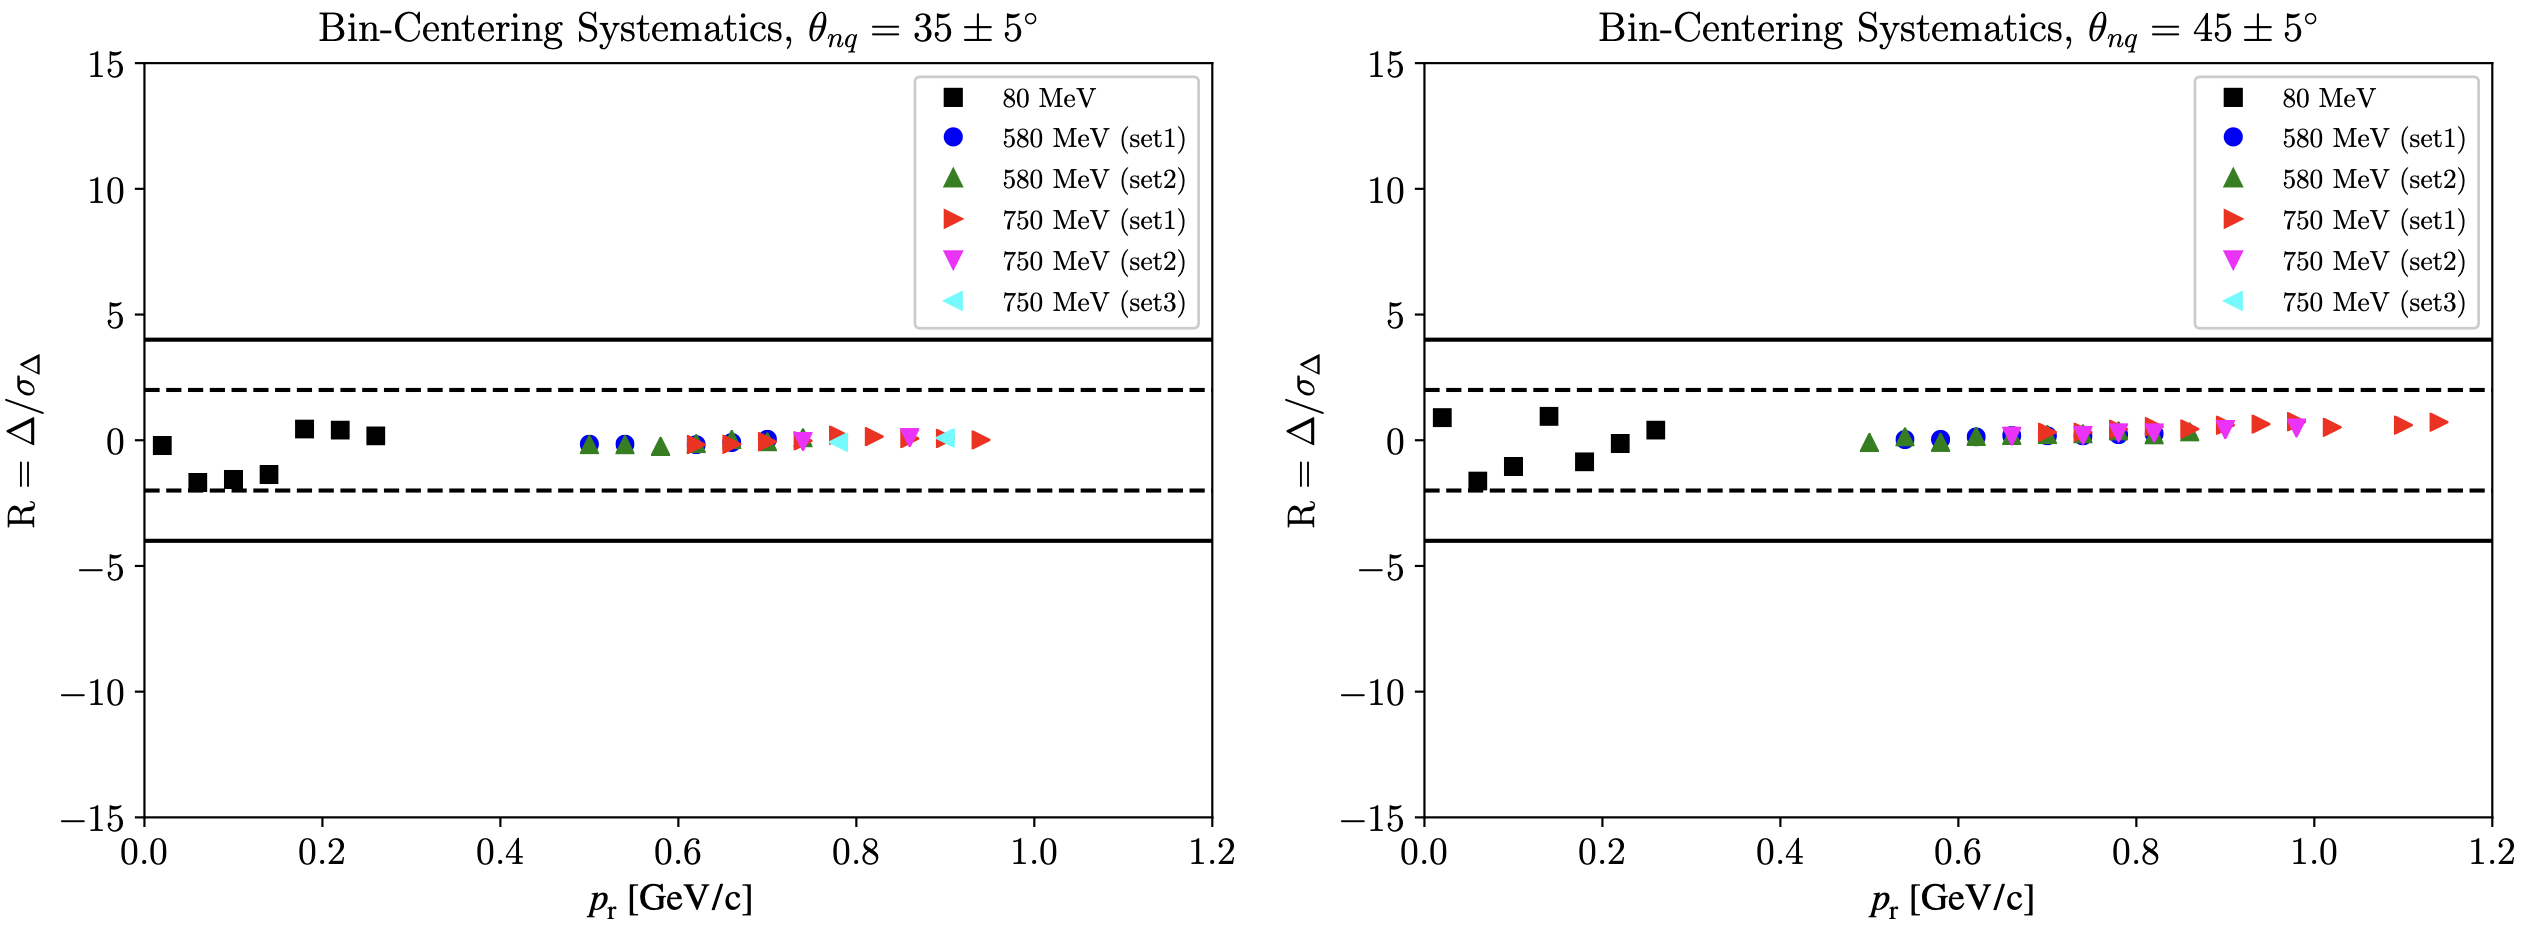 Bin-Centering Systematics, θnq = 35 ± 5°
15
10
5
0
−5
−10
−15
R = Δ/σΔ
80 MeV
580 MeV (set1)
580 MeV (set2)
750 MeV (set1)
750 MeV (set2)
750 MeV (set3)
0.0 0.2 0.4 0.6 0.8 1.0 1.2
pr [GeV/c]
Bin-Centering Systematics, θnq = 45 ± 5°
15
10
5
0
−5
−10
−15
R = Δ/σΔ
80 MeV
580 MeV (set1)
580 MeV (set2)
750 MeV (set1)
750 MeV (set2)
750 MeV (set3)
0.0 0.2 0.4 0.6 0.8 1.0 1.2
pr [GeV/c]